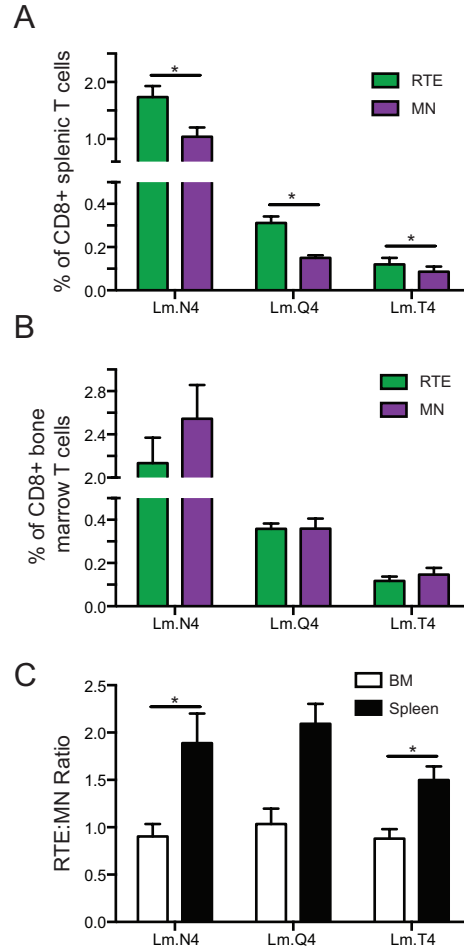 A
% of CD8+ splenic T cells
2.0
1.0
0.4
0.2
0.0
*
*
*
RTE
MN
Lm.N4
Lm.Q4
Lm.T4
B
% of CD8+ bone
marrow T cells
2.8
2.4
2.0
0.4
0.2
0.0
RTE
MN
Lm.N4
Lm.Q4
Lm.T4
C
RTE:MN Ratio
2.5
2.0
1.5
1.0
0.5
0.0
*
*
BM
Spleen
Lm.N4
Lm.Q4
Lm.T4